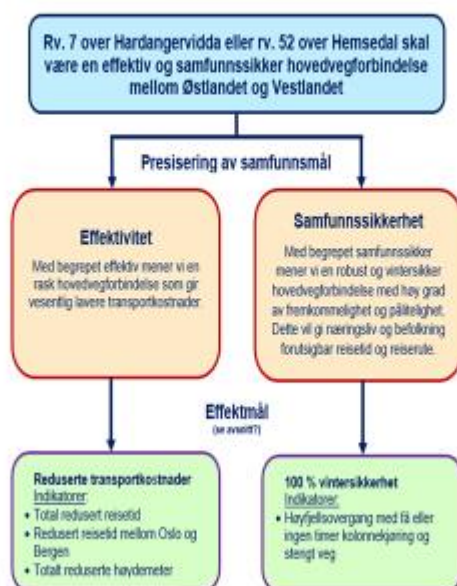 Rv. 7 over Hardangervidda eller rv. 52 over Hemsedal skal
være en effektiv og samfunnssikker hovedvegforbindelse
mellom Østlandet og Vestlandet
Presisering av samfunnsmål
Effektivitet
Med begrepet effektiv mener vi en
rask hovedvegforbindelse som gir
vesentlig lavere transportkostnader.
Samfunnssikkerhet
Med begrepet samfunnssikker
mener vi en robust og vintersikker
hovedvegforbindelse med høy grad
av fremkommelighet og pålitelighet.
Dette vil gi næringsliv og befolkning
forutsigbar reisetid og reiserute.
Effektmål
(se avsnitt?)
Reduserte transportkostnader
Indikatorer:
• Total redusert reisetid
• Redusert reisetid mellom Oslo og
Bergen
• Totalt reduserte høydemeter
100 % vintersikkerhet
Indikatorer:
• Høyfjellsovergang med få eller
ingen timer kolonnekjøring og
stengt veg